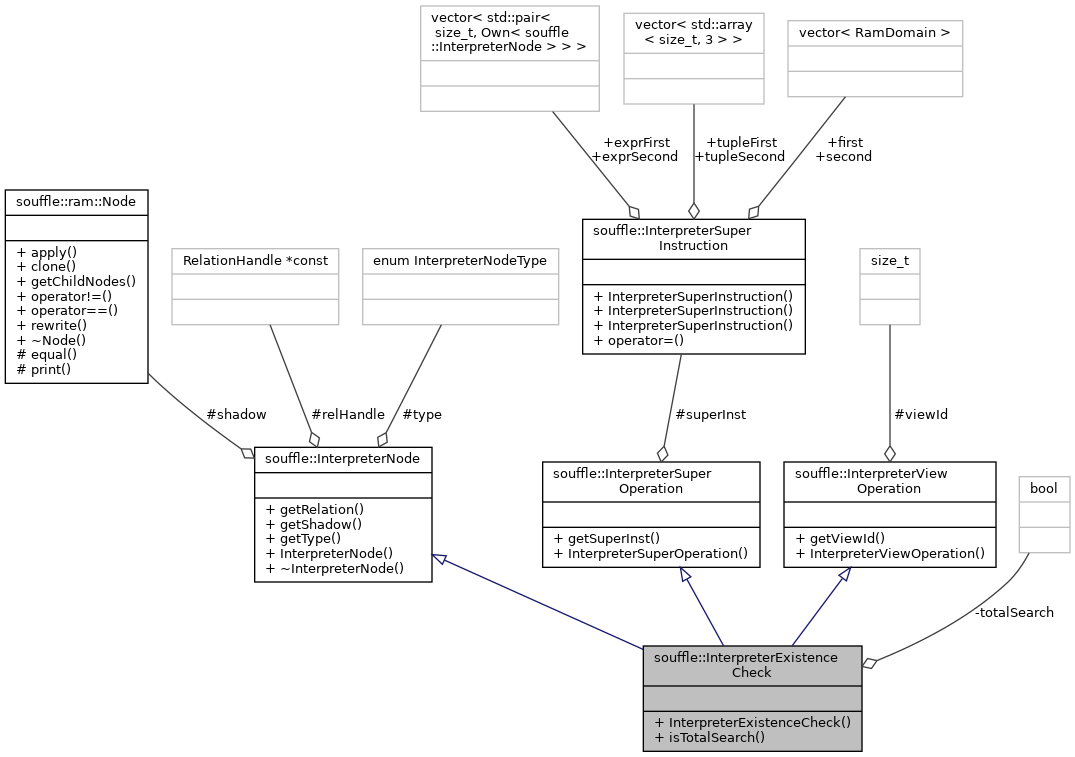 vector< std::pair<
size_t, Own< souffle
::InterpreterNode > > >
vector< std::array
< size_t, 3 > >
vector< RamDomain >
+exprFirst
+exprSecond
+tupleFirst
+tupleSecond
+first
+second
souffle::ram::Node
+ apply()
+ clone()
+ getChildNodes()
+ operator!=()
+ operator==()
+ rewrite()
+ ~Node()
# equal()
# print()
RelationHandle *const
enum InterpreterNodeType
souffle::InterpreterSuper
Instruction
+ InterpreterSuperInstruction()
+ InterpreterSuperInstruction()
+ InterpreterSuperInstruction()
+ operator=()
size_t
#shadow
#relHandle
#type
#superInst
#viewId
souffle::InterpreterNode
+ getRelation()
+ getShadow()
+ getType()
+ InterpreterNode()
+ ~InterpreterNode()
souffle::InterpreterSuper
Operation
+ getSuperInst()
+ InterpreterSuperOperation()
souffle::InterpreterView
Operation
+ getViewId()
+ InterpreterViewOperation()
bool
-totalSearch
souffle::InterpreterExistence
Check
+ InterpreterExistenceCheck()
+ isTotalSearch()